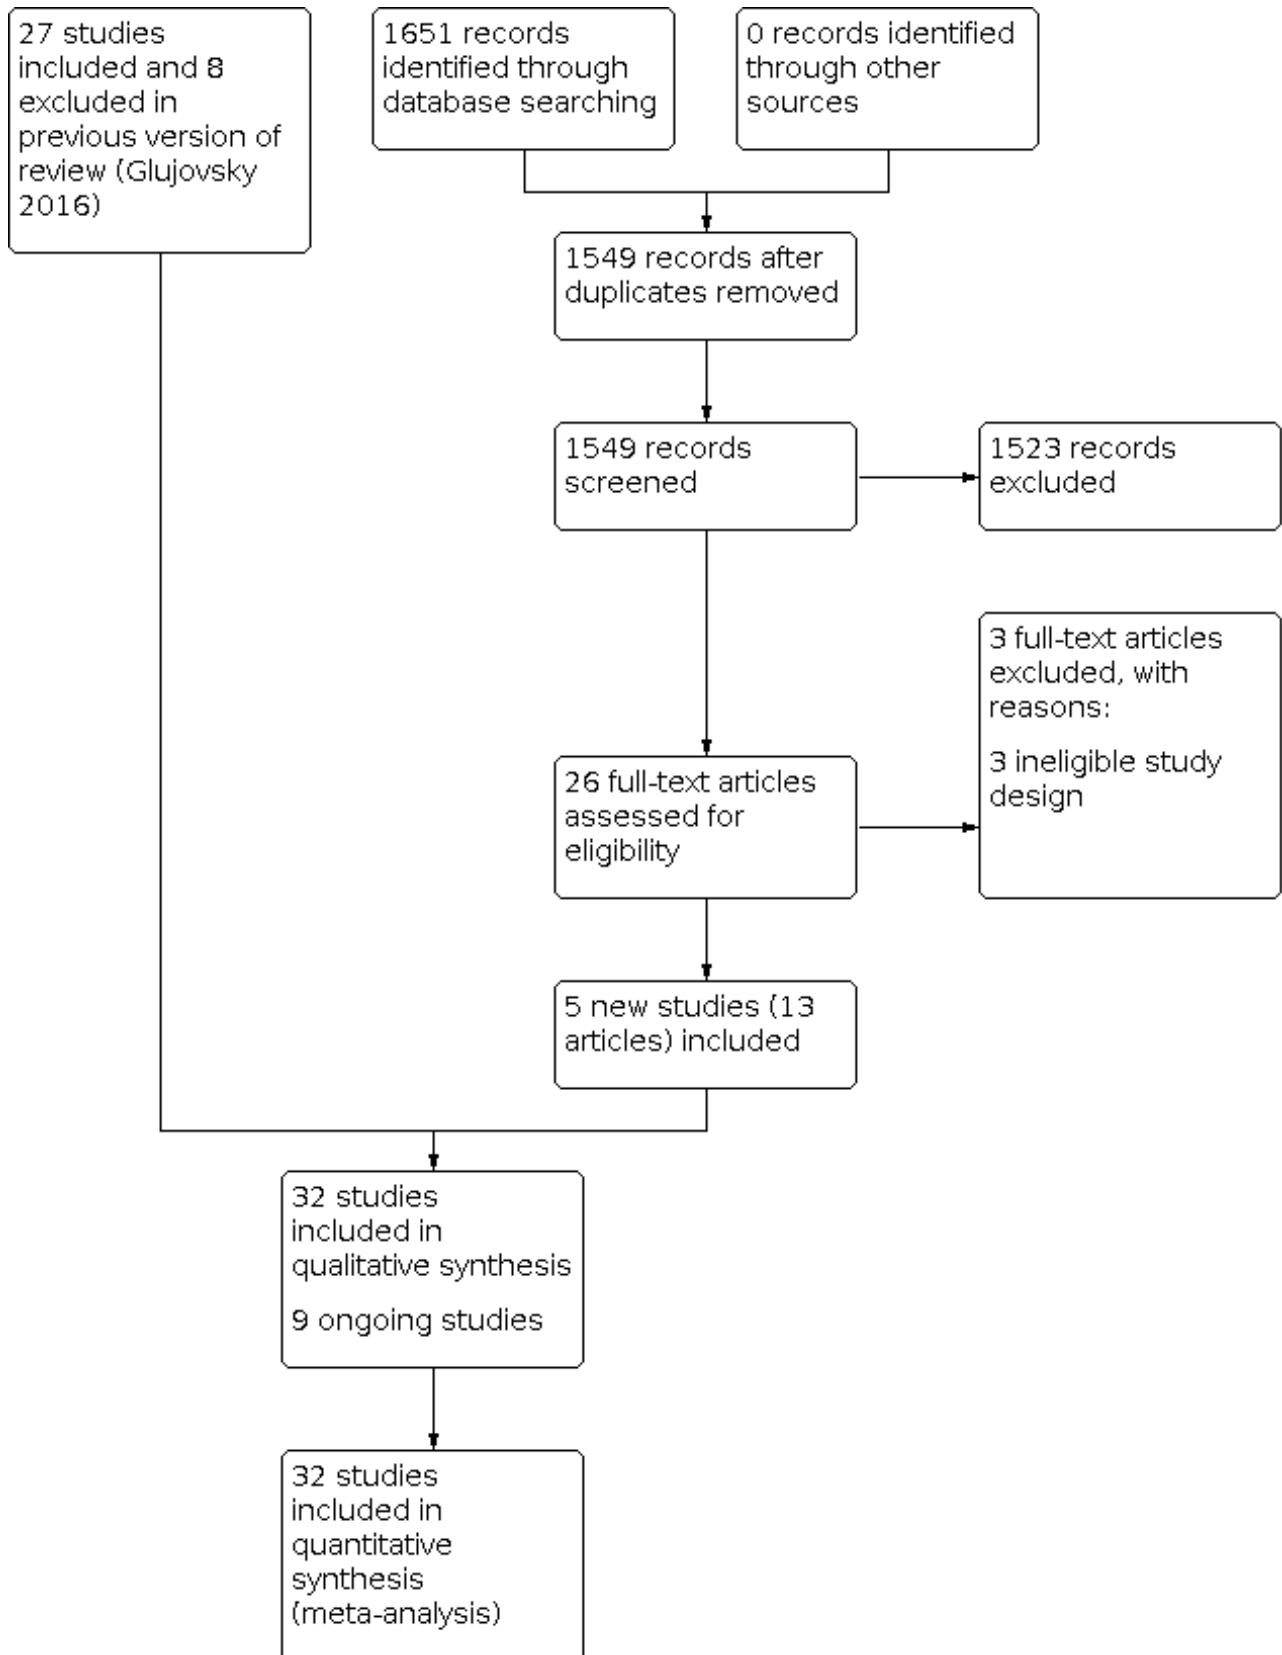 27 studies
included and 8
excluded in
previous version of
review (Glujovsky
2016)
1651 records
identified through
database searching
0 records identified
through other
sources
1549 records after
duplicates removed
1549 records
screened
1523 records
excluded
3 full-text articles
excluded, with
reasons:
3 ineligible study
design
26 full-text articles
assessed for
eligibility
5 new studies (13
articles) included
32 studies
included in
qualitative synthesis
9 ongoing studies
32 studies
included in
quantitative
synthesis
(meta-analysis)